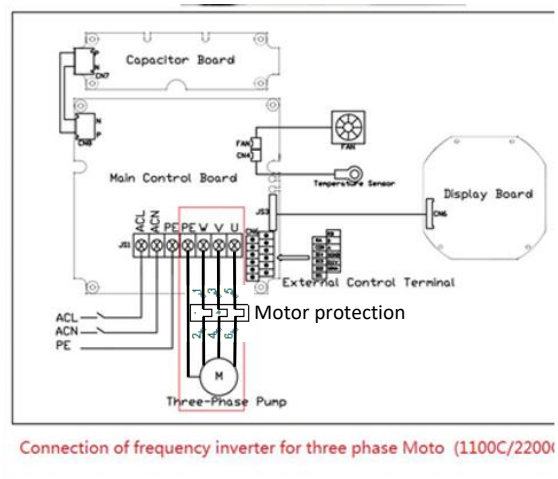 Capacitor Board
P
N
CN7
N
P
CN8
FAN
CN4
FAN
Temperature Sensor
Main Control Board
Display Board
JS3
CN6
ACL
ACN
PE
PE
W
V
U
JS1
External Control Terminal
1
3
5
Motor protection
2
4
6
ACL
ACN
PE
M
Three-Phase Pump
Connection of frequency inverter for three phase Moto (1100C/2200